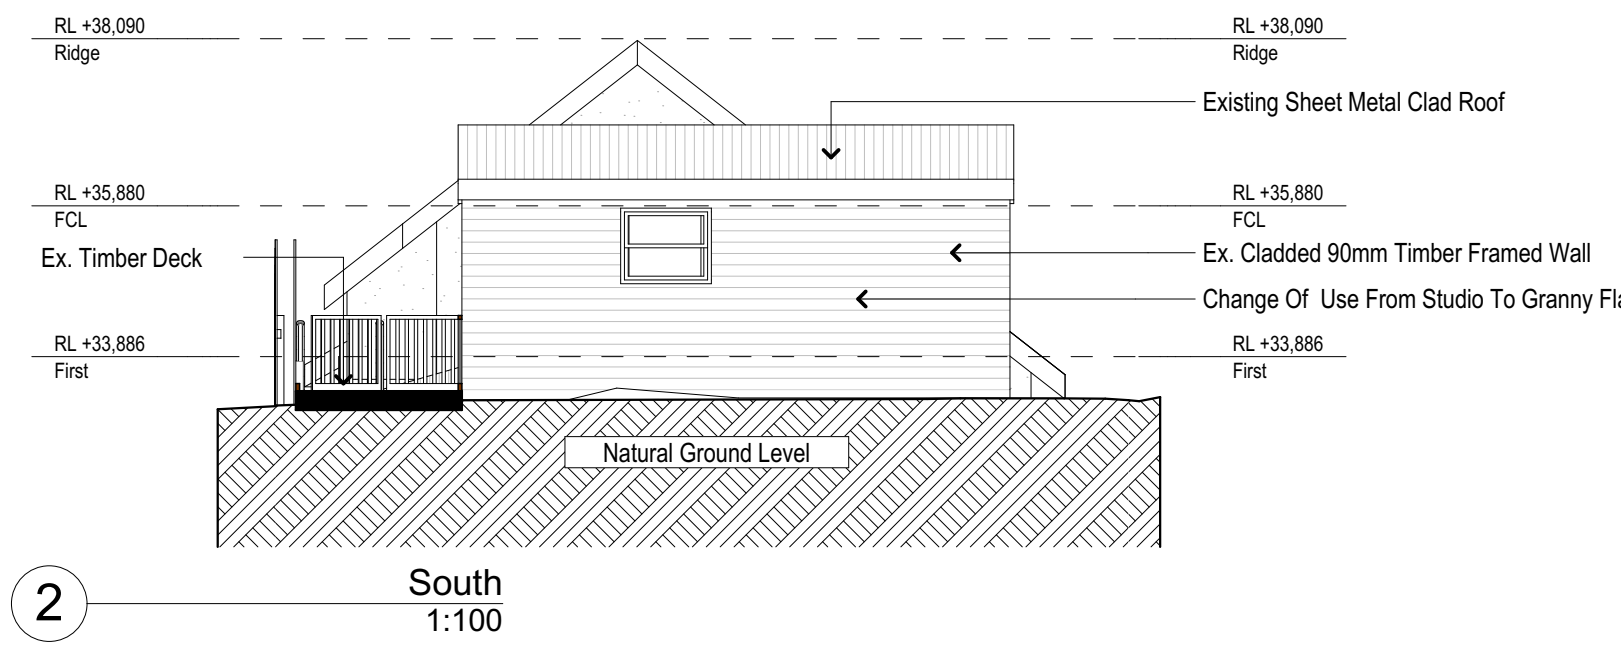 RL +38,090 RL +38,090
Ridge Ridge
Existing Sheet Metal Clad Roof
RL +35,880 RL +35,880
FCL FCL
Ex. Timber Deck Ex. Cladded 90mm Timber Framed Wall
Change Of Use From Studio To Granny Fla
RL +33,886 RL +33,886
First First
Natural Ground Level
2 South
1:100